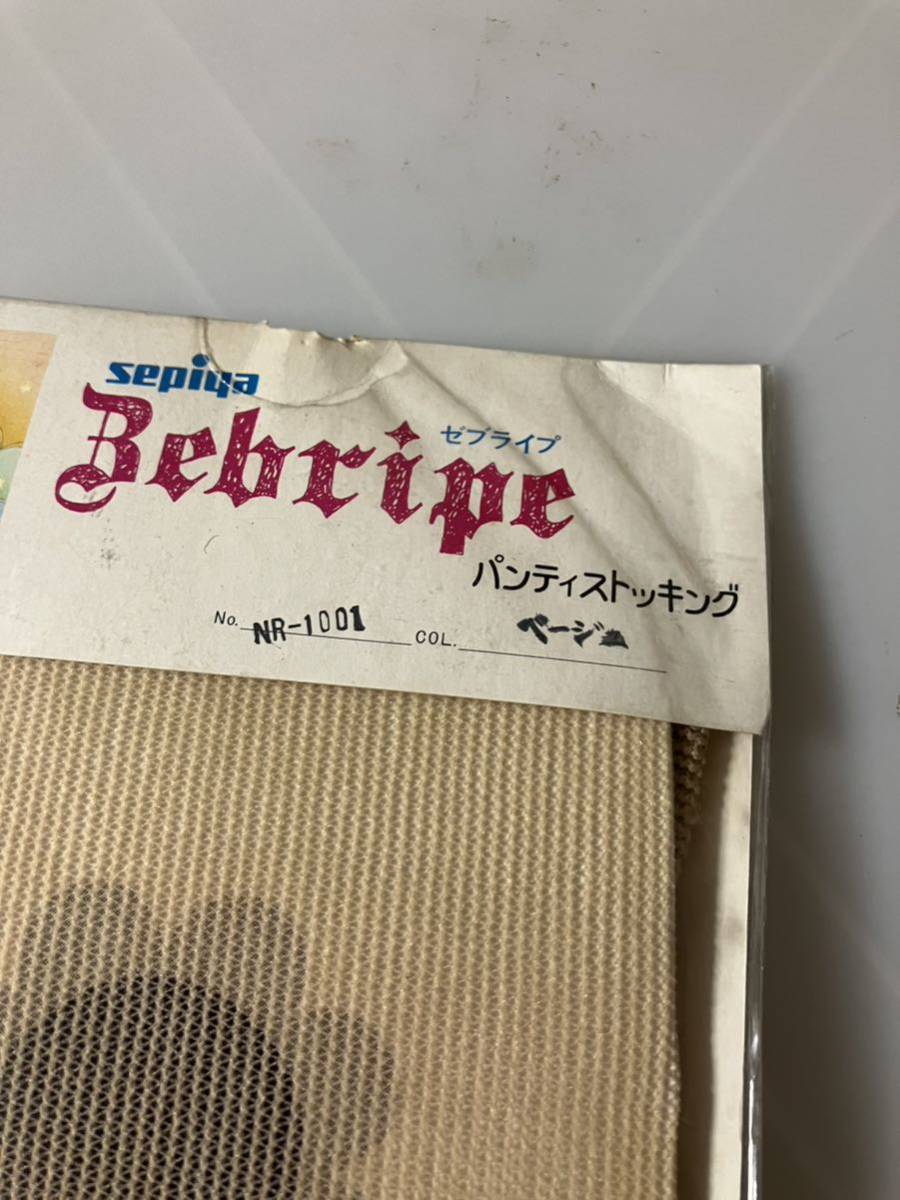 sepiya
ゼブライプ
Zebripe
パンティストッキング
No. NR-1001 COL. ベージュ